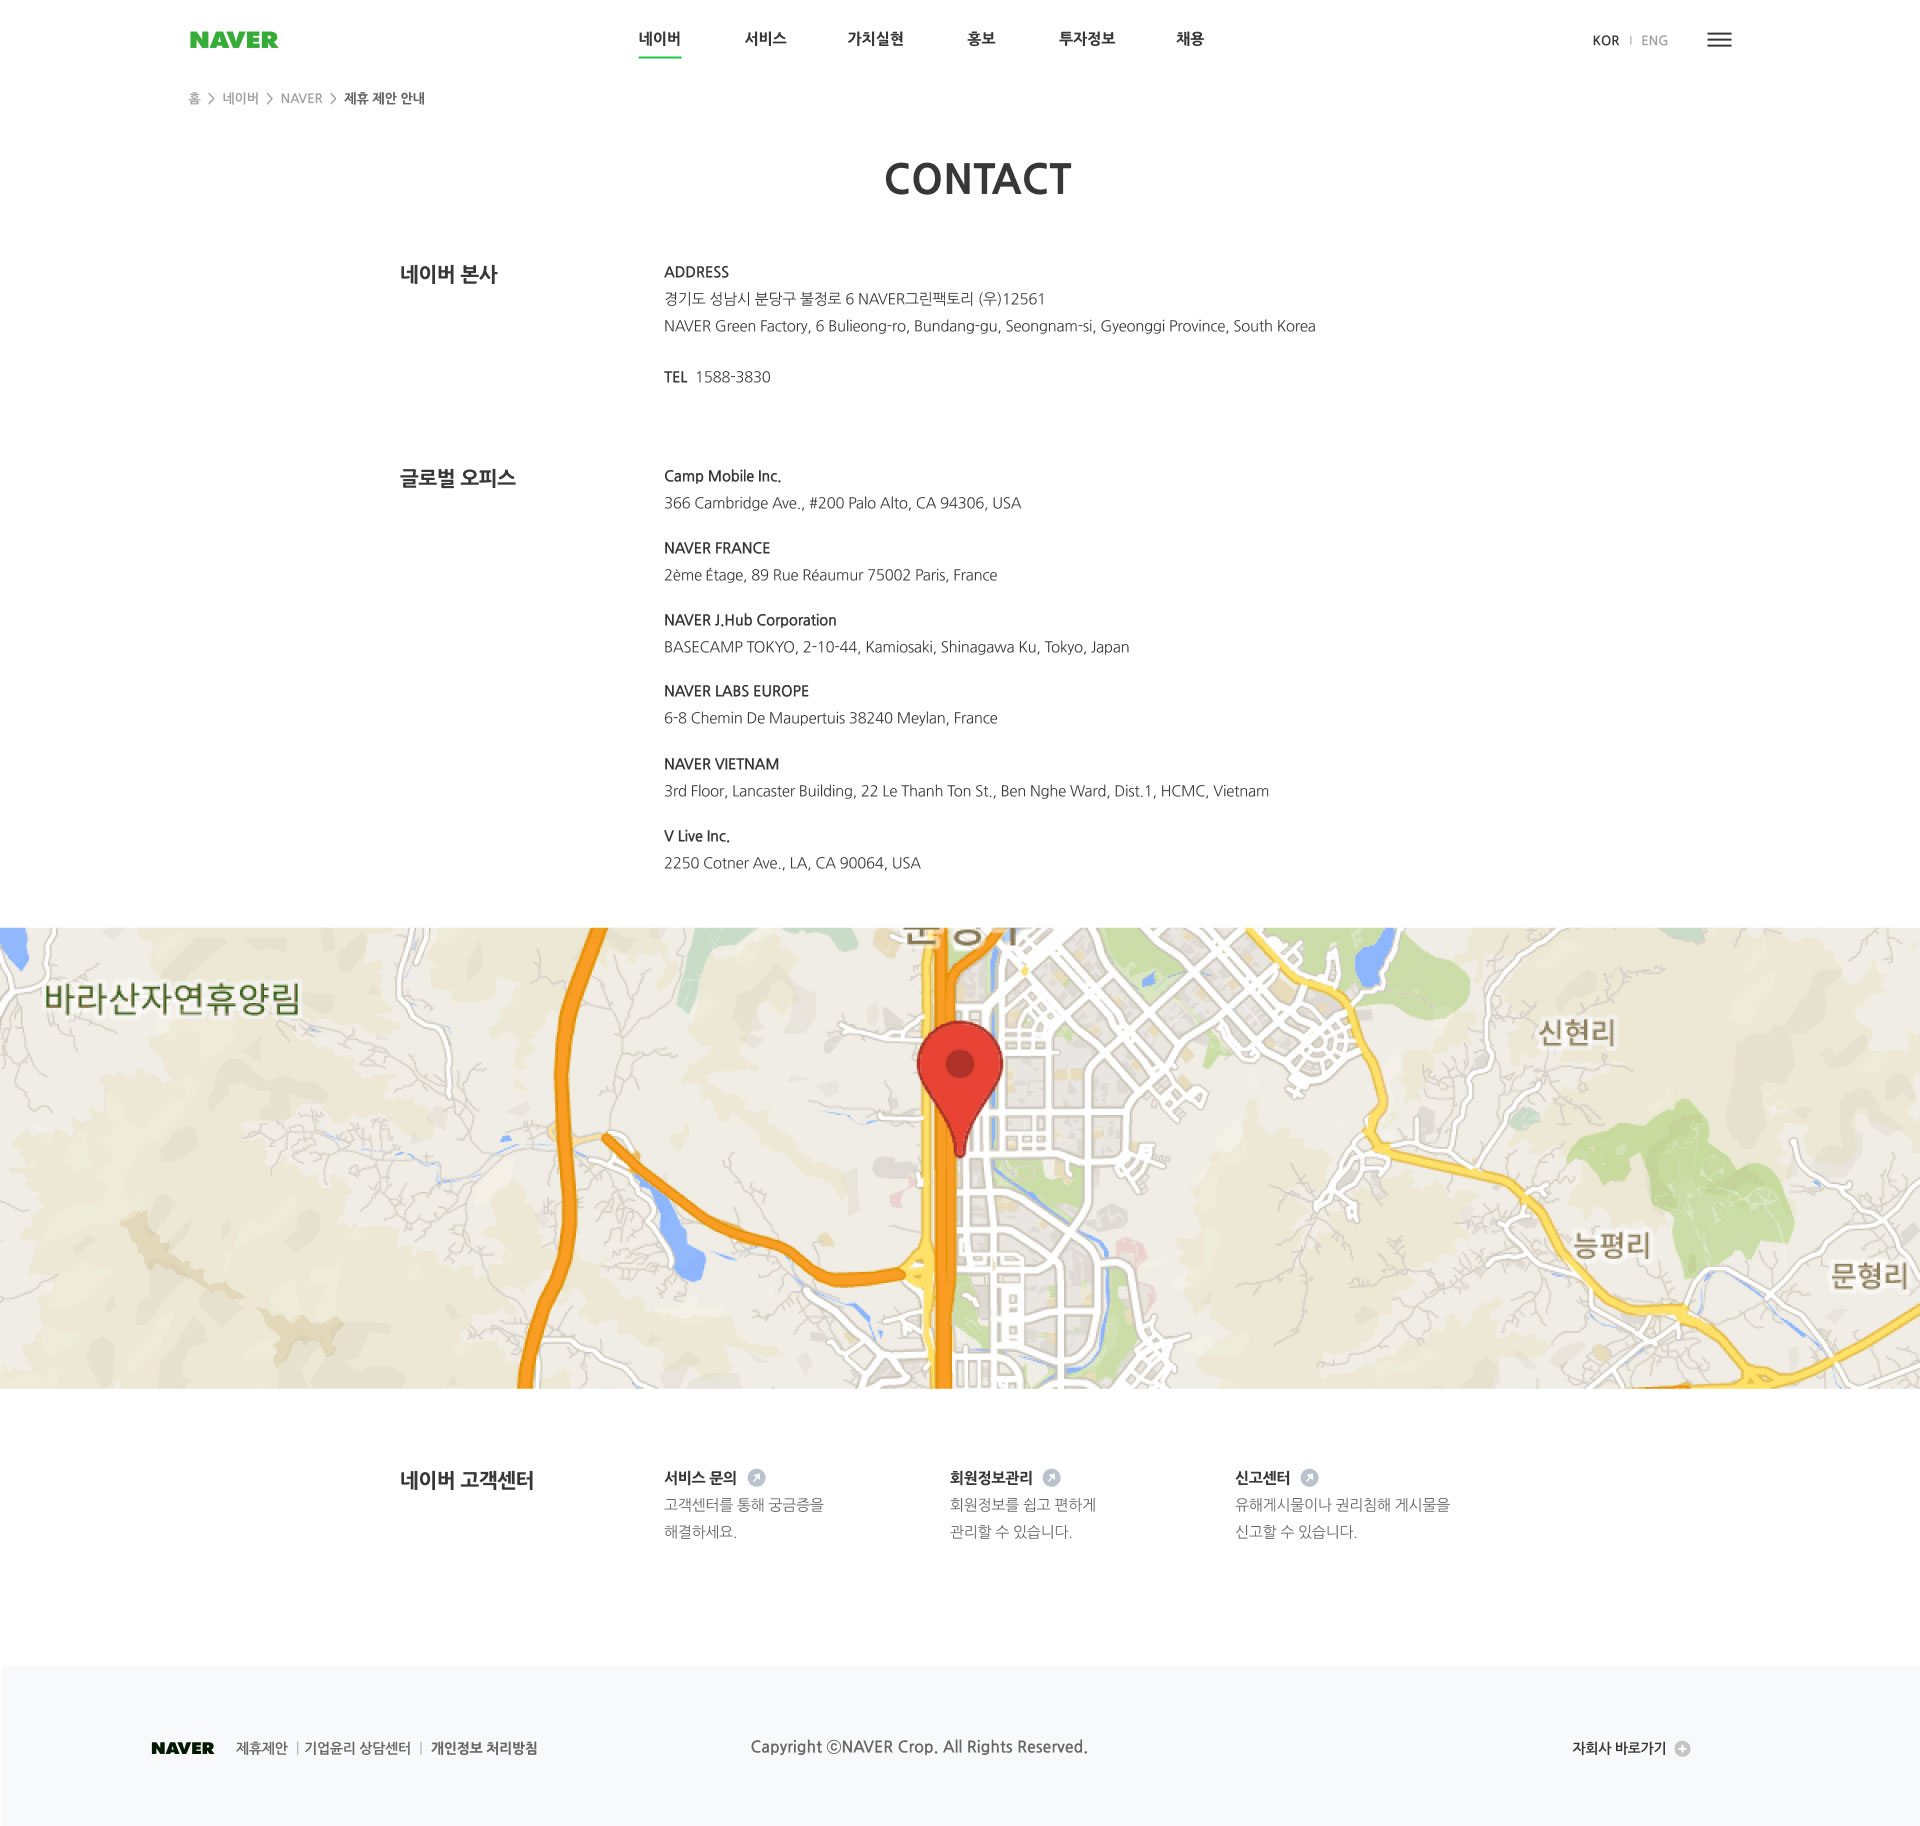 NAVER
네이버 서비스 가치실현 홍보 투자정보 채용
KOR | ENG
홈 > 네이버 > NAVER > 제휴 제안 안내
CONTACT
네이버 본사
ADDRESS
경기도 성남시 분당구 불정로 6 NAVER그린팩토리 (우)12561
NAVER Green Factory, 6 Bulieong-ro, Bundang-gu, Seongnam-si, Gyeonggi Province, South Korea
TEL 1588-3830
글로벌 오피스
Camp Mobile Inc.
366 Cambridge Ave., #200 Palo Alto, CA 94306, USA
NAVER FRANCE
2ème Étage, 89 Rue Réaumur 75002 Paris, France
NAVER J.Hub Corporation
BASECAMP TOKYO, 2-10-44, Kamiosaki, Shinagawa Ku, Tokyo, Japan
NAVER LABS EUROPE
6-8 Chemin De Maupertuis 38240 Meylan, France
NAVER VIETNAM
3rd Floor, Lancaster Building, 22 Le Thanh Ton St., Ben Nghe Ward, Dist.1, HCMC, Vietnam
V Live Inc.
2250 Cotner Ave., LA, CA 90064, USA
바라산자연휴양림
신현리
능평리
문형리
네이버 고객센터
서비스 문의
고객센터를 통해 궁금증을
해결하세요.
회원정보관리
회원정보를 쉽고 편하게
관리할 수 있습니다.
신고센터
유해게시물이나 권리침해 게시물을
신고할 수 있습니다.
NAVER 제휴제안 | 기업윤리 상담센터 | 개인정보 처리방침
Capyright ⓒNAVER Crop. All Rights Reserved.
자회사 바로가기